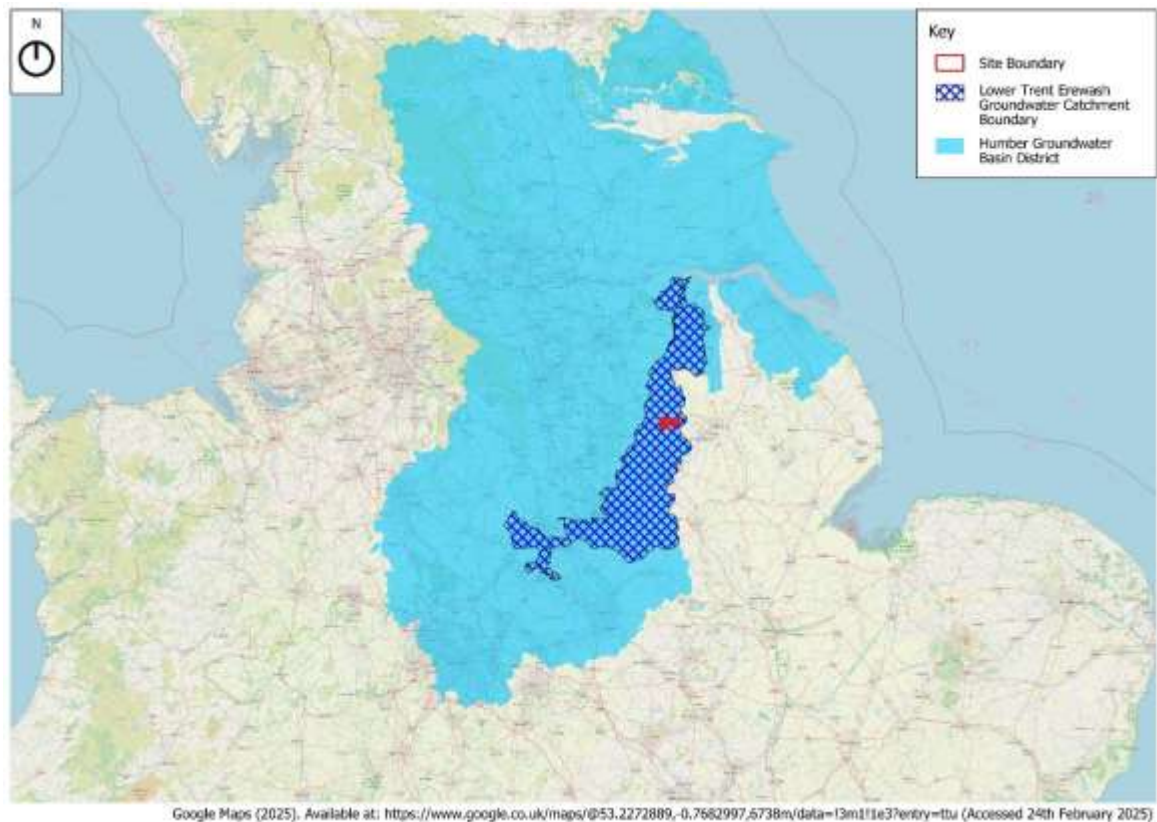 N
Key
Site Boundary
Lower Trent Erewash
Groundwater Catchment
Boundary
Humber Groundwater
Basin District
Google Maps (2025). Available at: https://www.google.co.uk/maps/@53.2272889,-0.7682997,6738m/data=!3m1!1e3?entry=ttu (Accessed 24th February 2025)